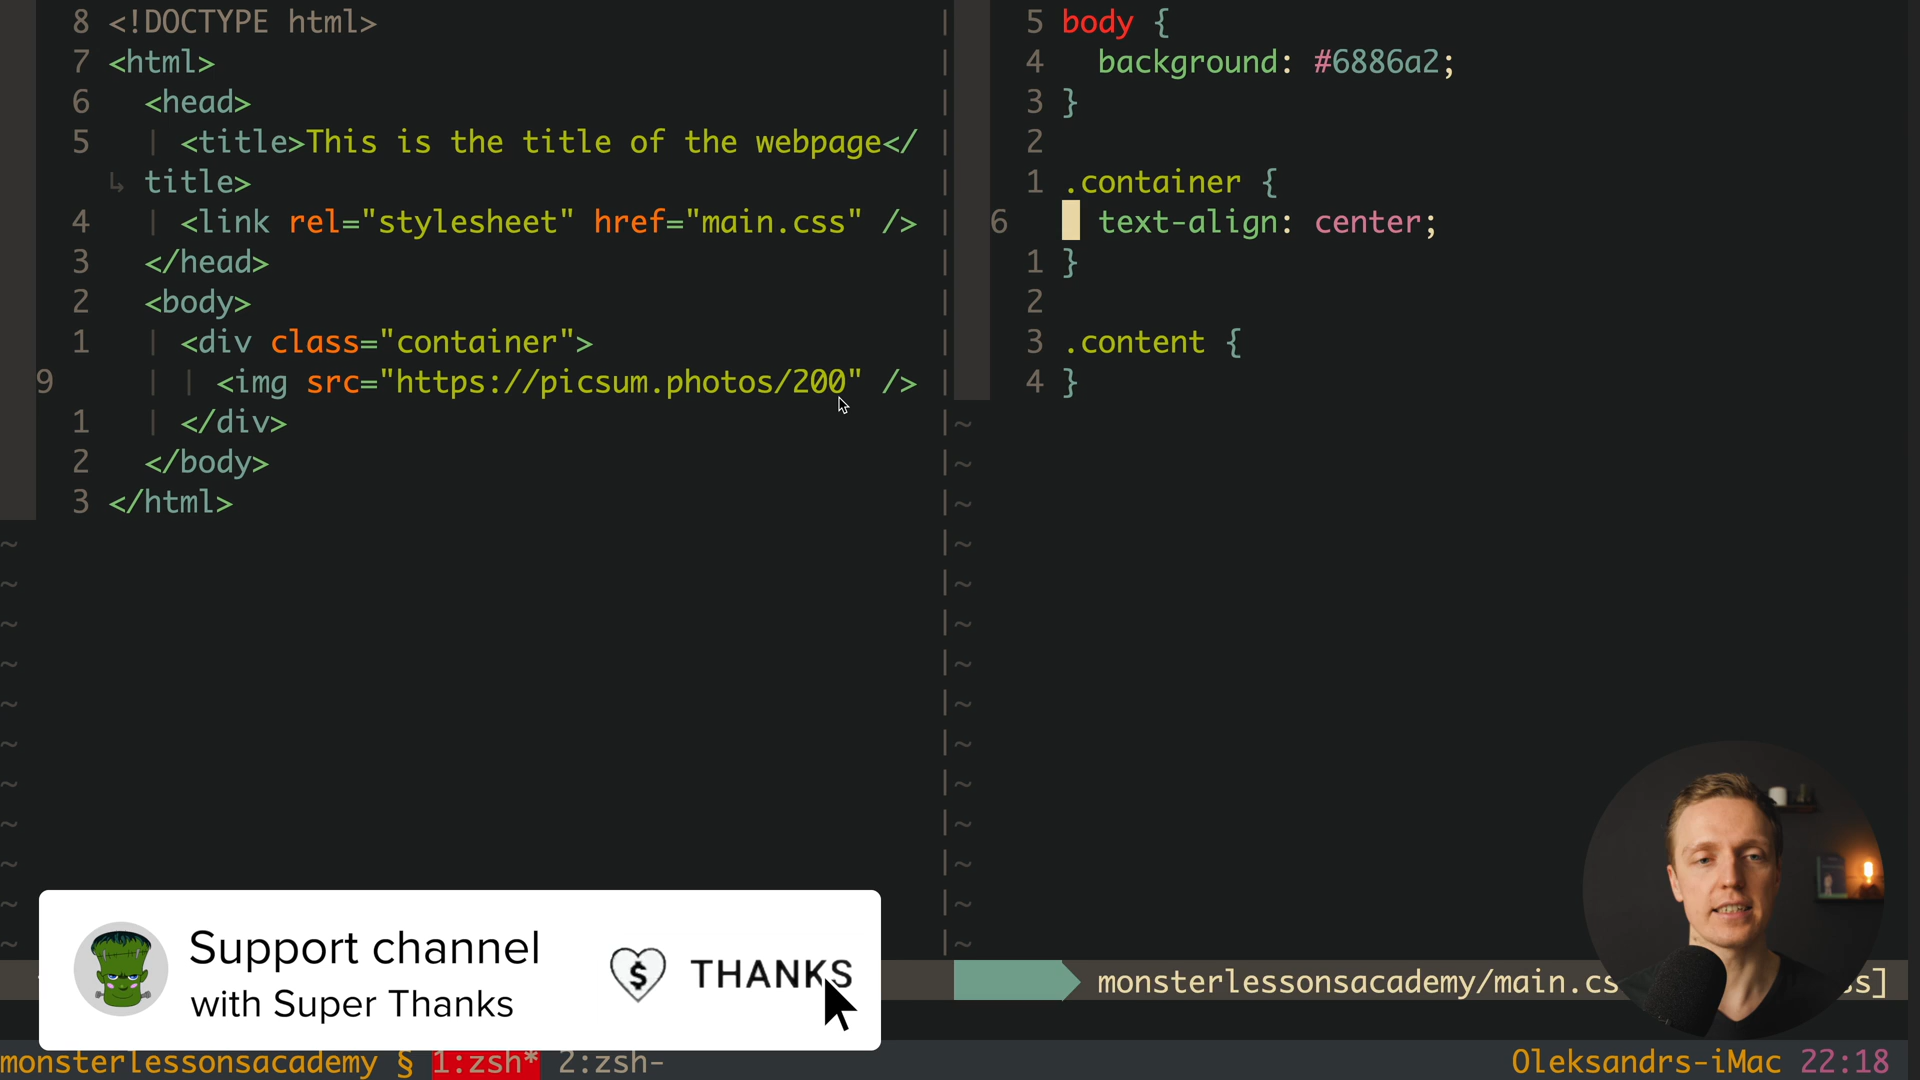 8 <!DOCTYPE html>
7 <html>
6 <head>
5 <title>This is the title of the webpage</
↳ title>
4 <link rel="stylesheet" href="main.css" />
3 </head>
2 <body>
1 <div class="container">
9 <img src="https://picsum.photos/200" />
1 </div>
2 </body>
3 </html>
5 body {
4 background: #6886a2;
3 }
2
1 .container {
6 text-align: center;
1 }
2
3 .content {
4 }
Support channel
with Super Thanks
THANKS
monsterlessonsacademy/main.cs
ss]
monsterlessonsacademy § 1:zsh* 2:zsh-
Oleksandrs-iMac 22:18